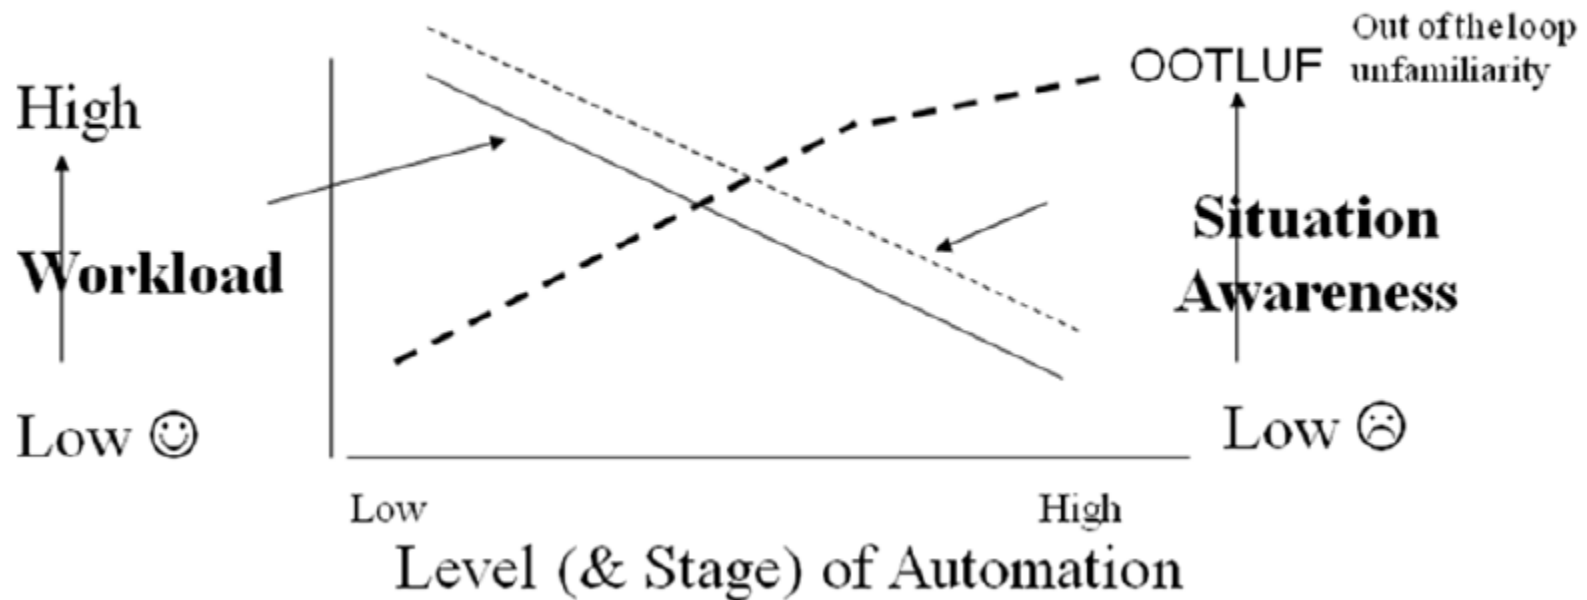 High
Workload
Low ☺
OOTLUF
Out of the loop
unfamiliarity
Situation
Awareness
Low ☹
Low
High
Level (& Stage) of Automation